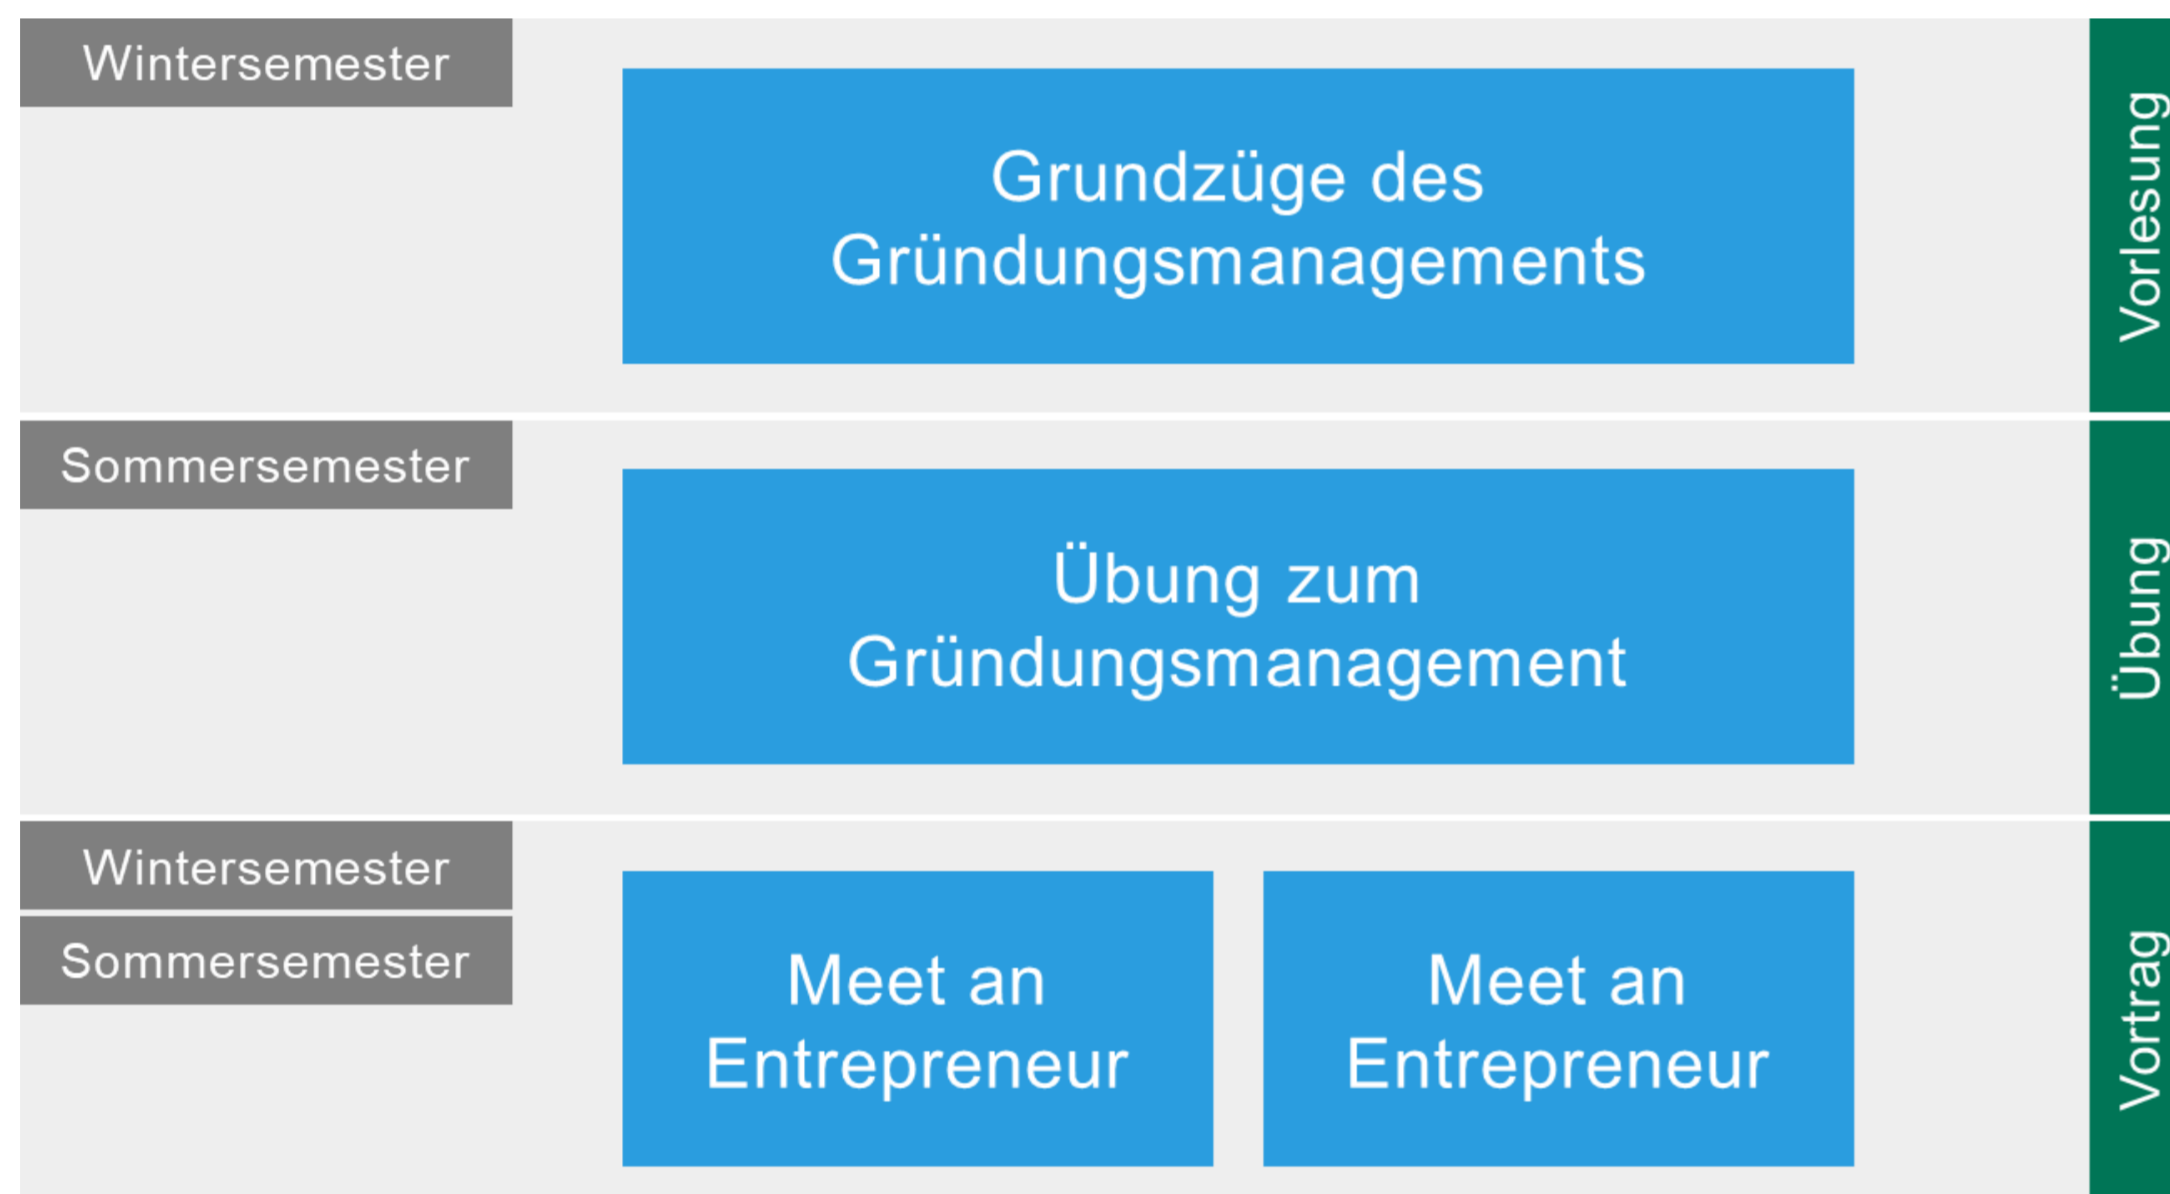 Wintersemester
Grundzüge des
Gründungsmanagements
Vorlesung
Sommersemester
Übung zum
Gründungsmanagement
Übung
Wintersemester
Sommersemester
Meet an
Entrepreneur
Meet an
Entrepreneur
Vortrag